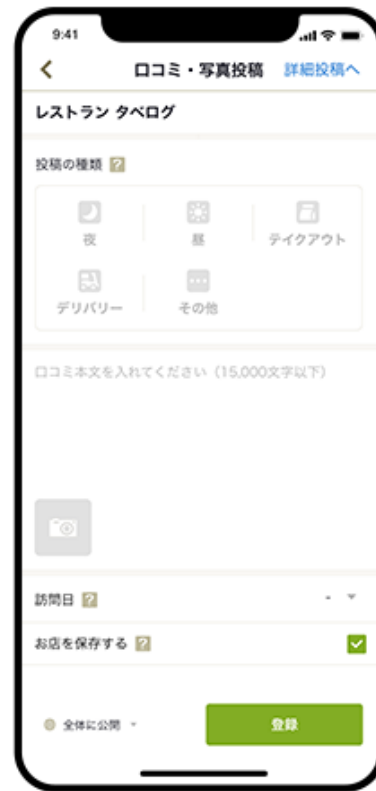 9:41
口コミ・写真投稿 詳細投稿へ
レストラン タベログ
投稿の種類 ?
夜 昼 テイクアウト
デリバリー その他
口コミ本文を入れてください（15,000文字以下）
訪問日 ? -
お店を保存する ?
全体に公開 登録